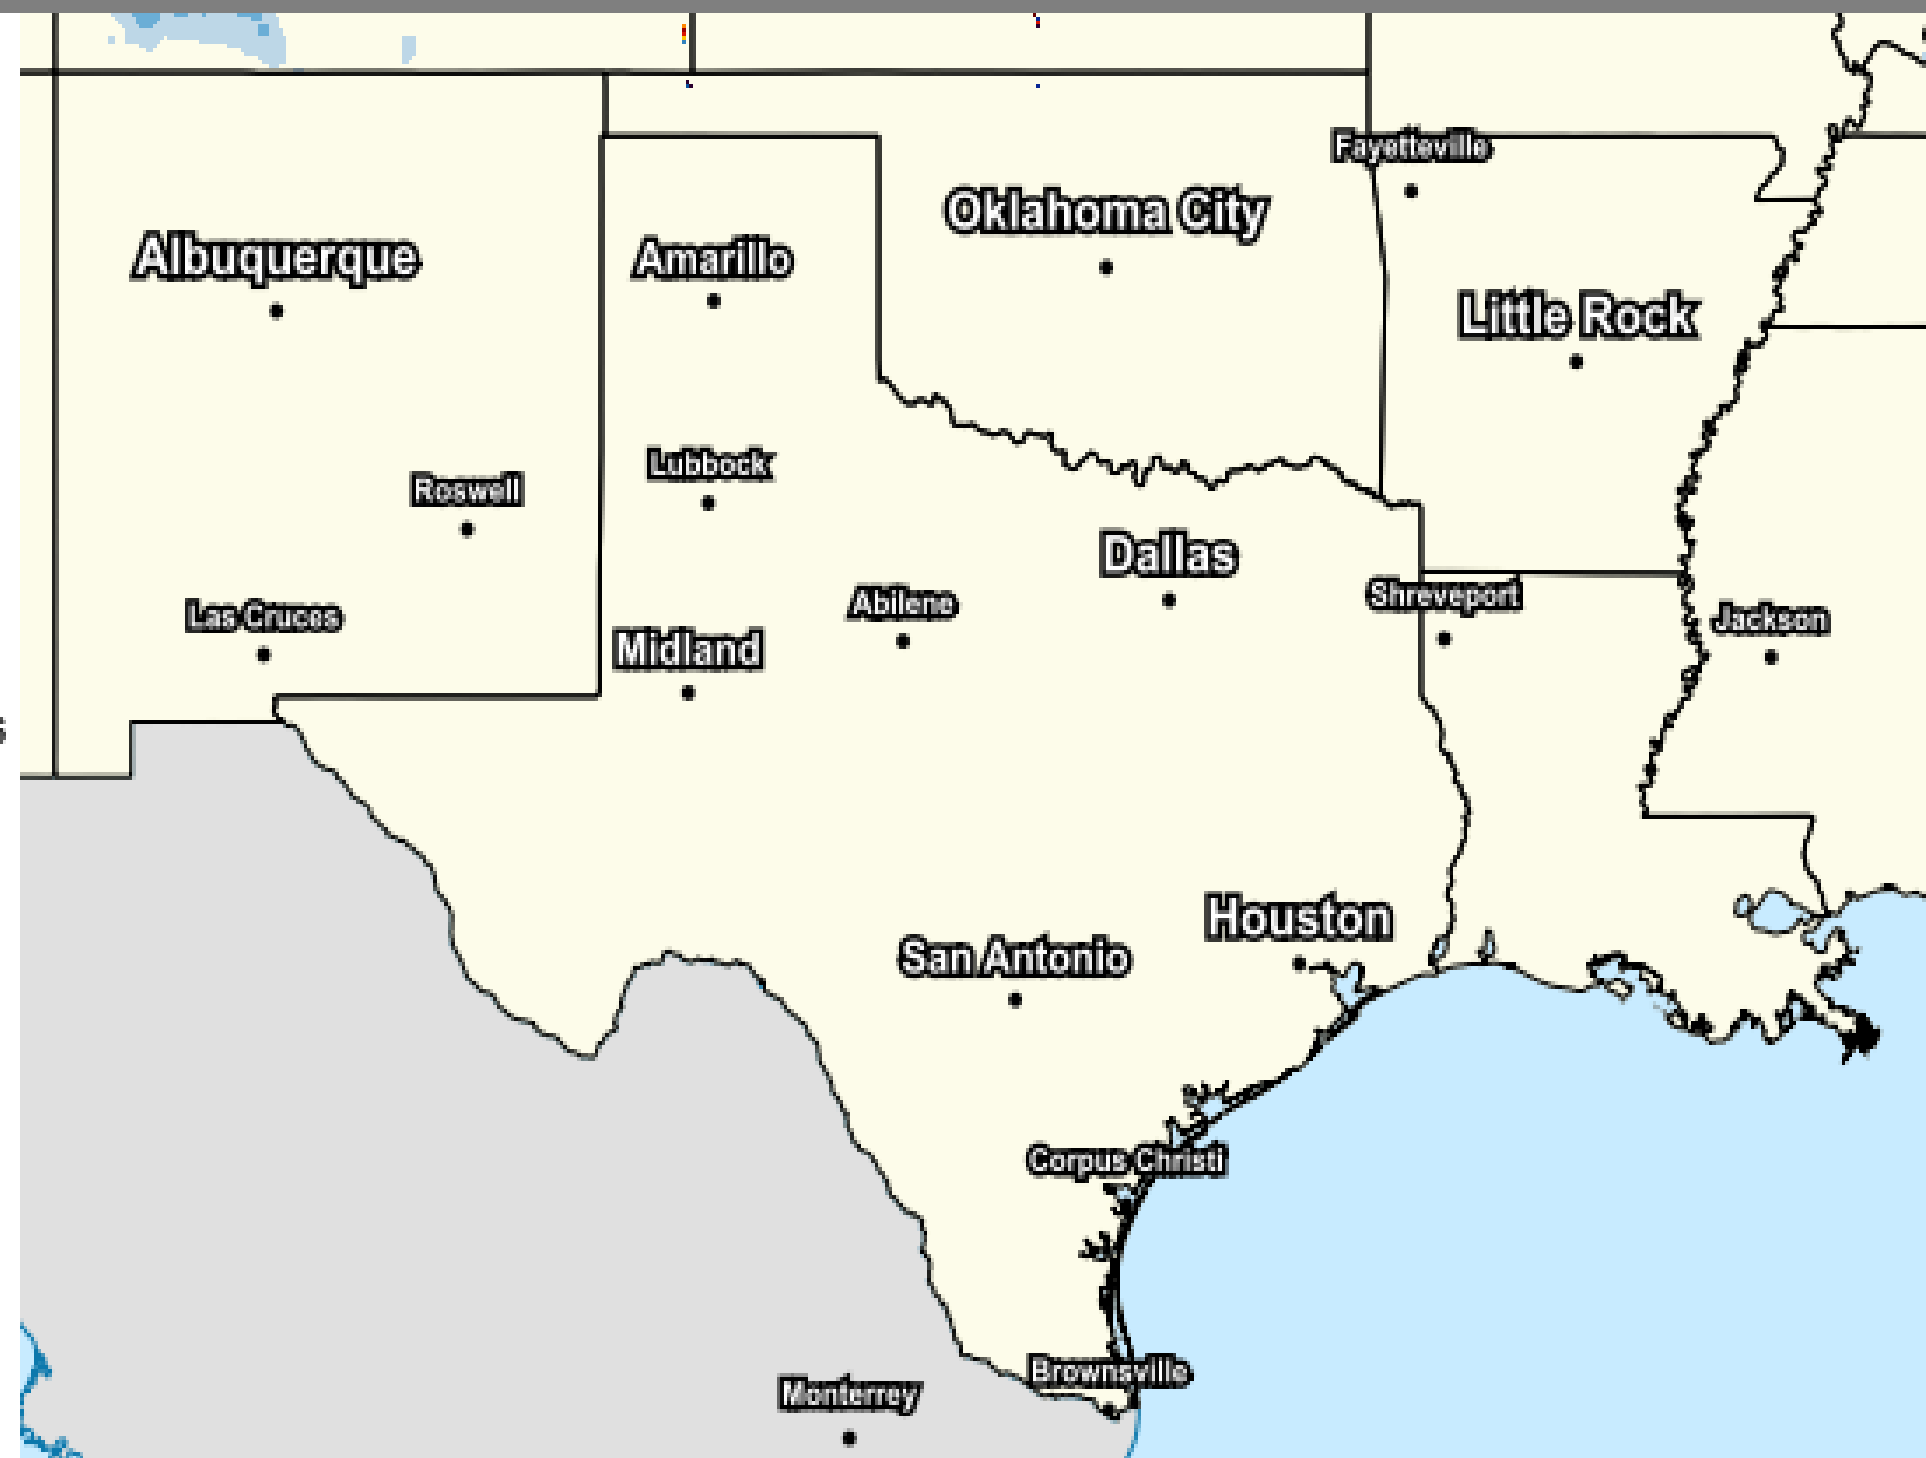 Fayetteville
Oklahoma City
Albuquerque
Amarillo
Little Rock
Lubbock
Roswell
Dallas
Shreveport
Abilene
Las Cruces
Jackson
Midland
Houston
San Antonio
Corpus Christi
Brownsville
Monterrey